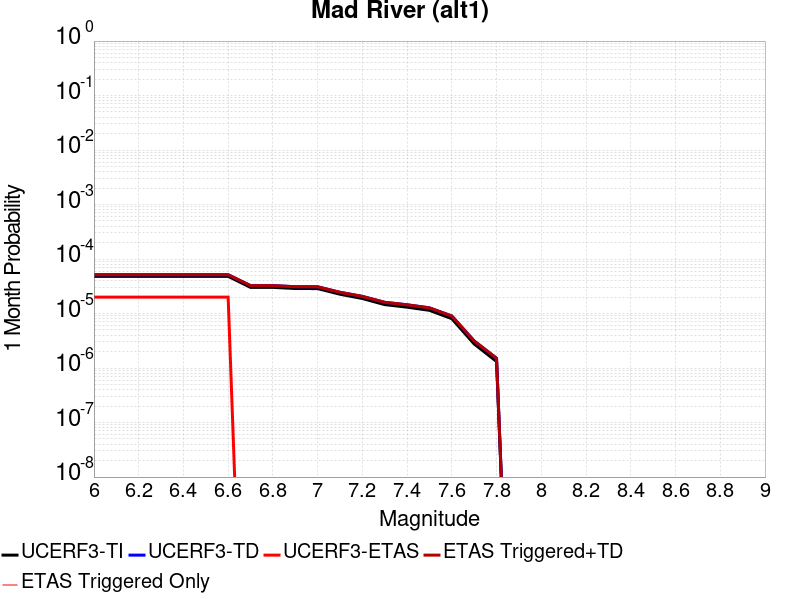 Mad River (alt1)
10^0
10^-1
10^-2
10^-3
10^-4
10^-5
10^-6
10^-7
10^-8
1 Month Probability
6 6.2 6.4 6.6 6.8 7 7.2 7.4 7.6 7.8 8 8.2 8.4 8.6 8.8 9
Magnitude
UCERF3-TI UCERF3-TD UCERF3-ETAS ETAS Triggered+TD
ETAS Triggered Only